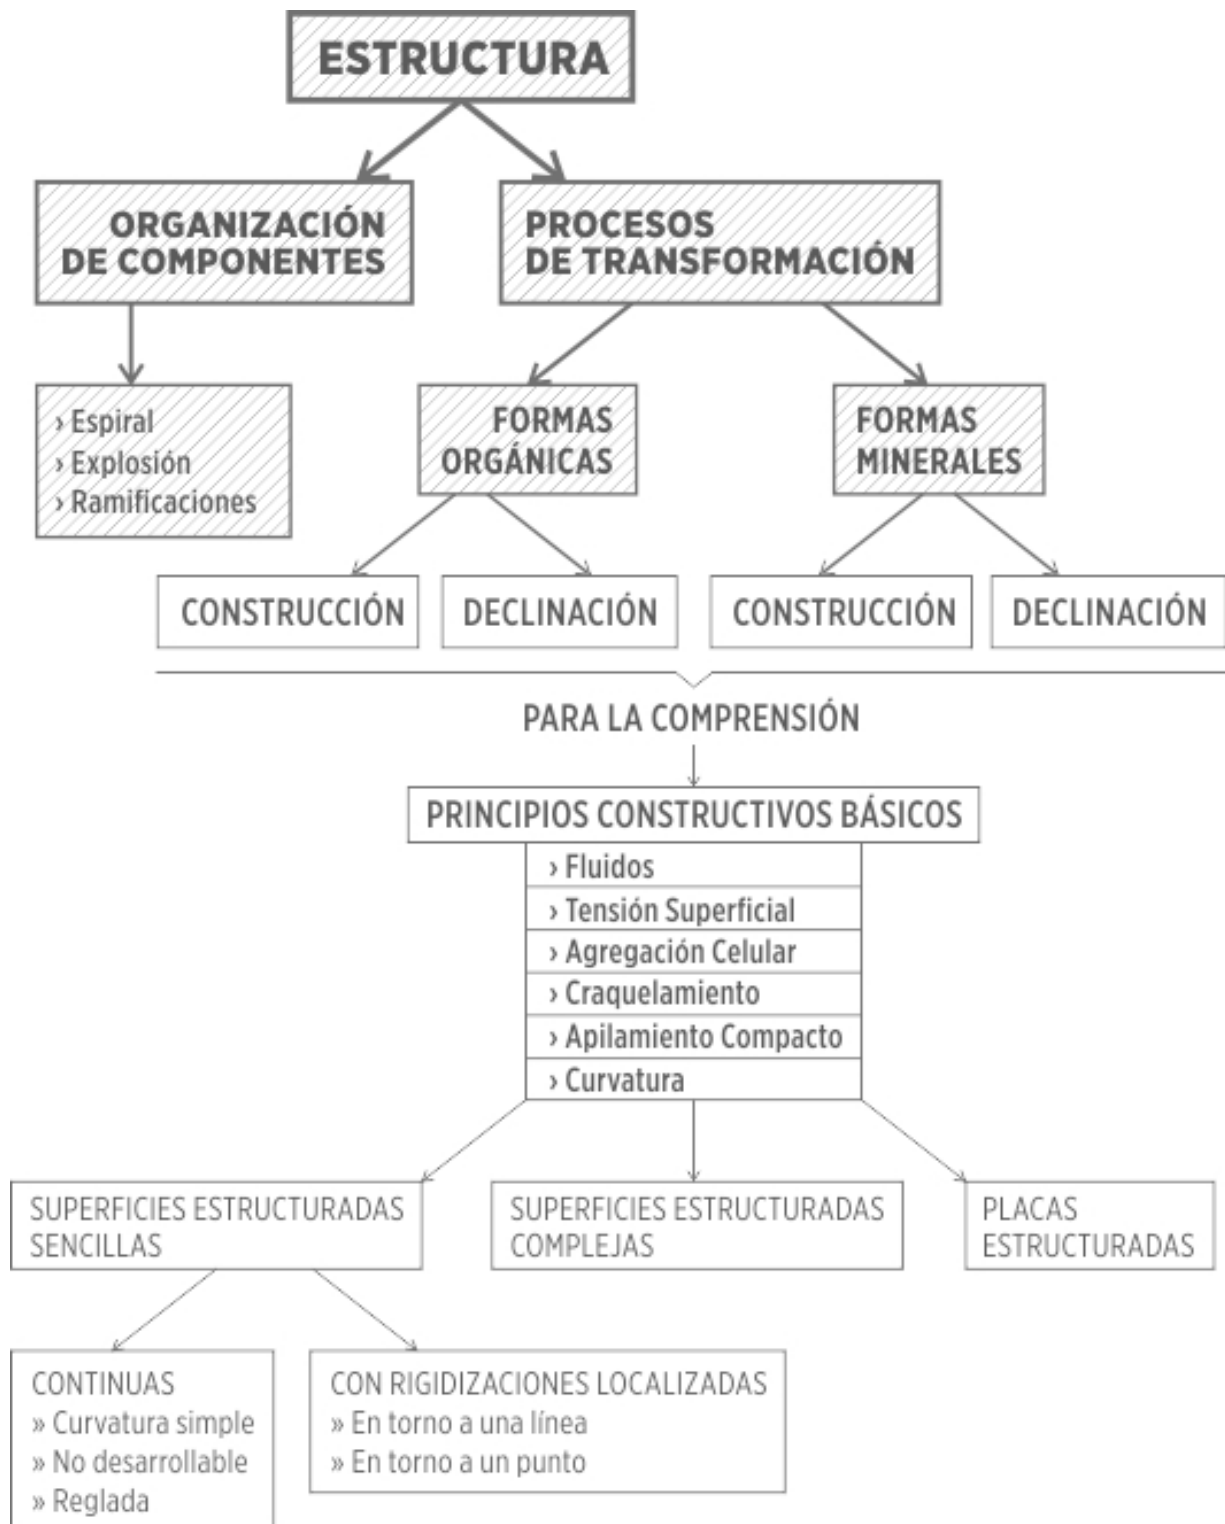 ESTRUCTURA
ORGANIZACIÓN
DE COMPONENTES
PROCESOS
DE TRANSFORMACIÓN
› Espiral
› Explosión
› Ramificaciones
FORMAS
ORGÁNICAS
FORMAS
MINERALES
CONSTRUCCIÓN
DECLINACIÓN
CONSTRUCCIÓN
DECLINACIÓN
PARA LA COMPRENSIÓN
PRINCIPIOS CONSTRUCTIVOS BÁSICOS
› Fluidos
› Tensión Superficial
› Agregación Celular
› Craquelamiento
› Apilamiento Compacto
› Curvatura
SUPERFICIES ESTRUCTURADAS
SENCILLAS
SUPERFICIES ESTRUCTURADAS
COMPLEJAS
PLACAS
ESTRUCTURADAS
CONTINUAS
» Curvatura simple
» No desarrollable
» Reglada
CON RIGIDIZACIONES LOCALIZADAS
» En torno a una línea
» En torno a un punto